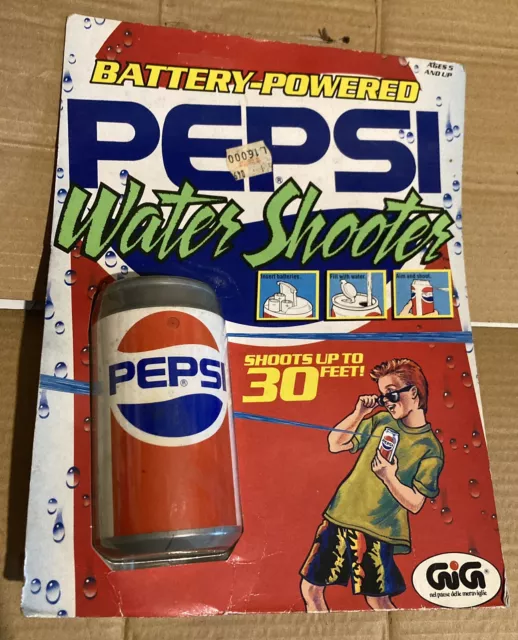 AGES 5
AND UP
BATTERY-POWERED
PEPSI
L.16000
®
Water Shooter
Insert batteries.
Fill with water.
Aim and shoot.
SHOOTS UP TO
30 FEET!
PEPSI
®
GiG
nel paese delle meraviglie